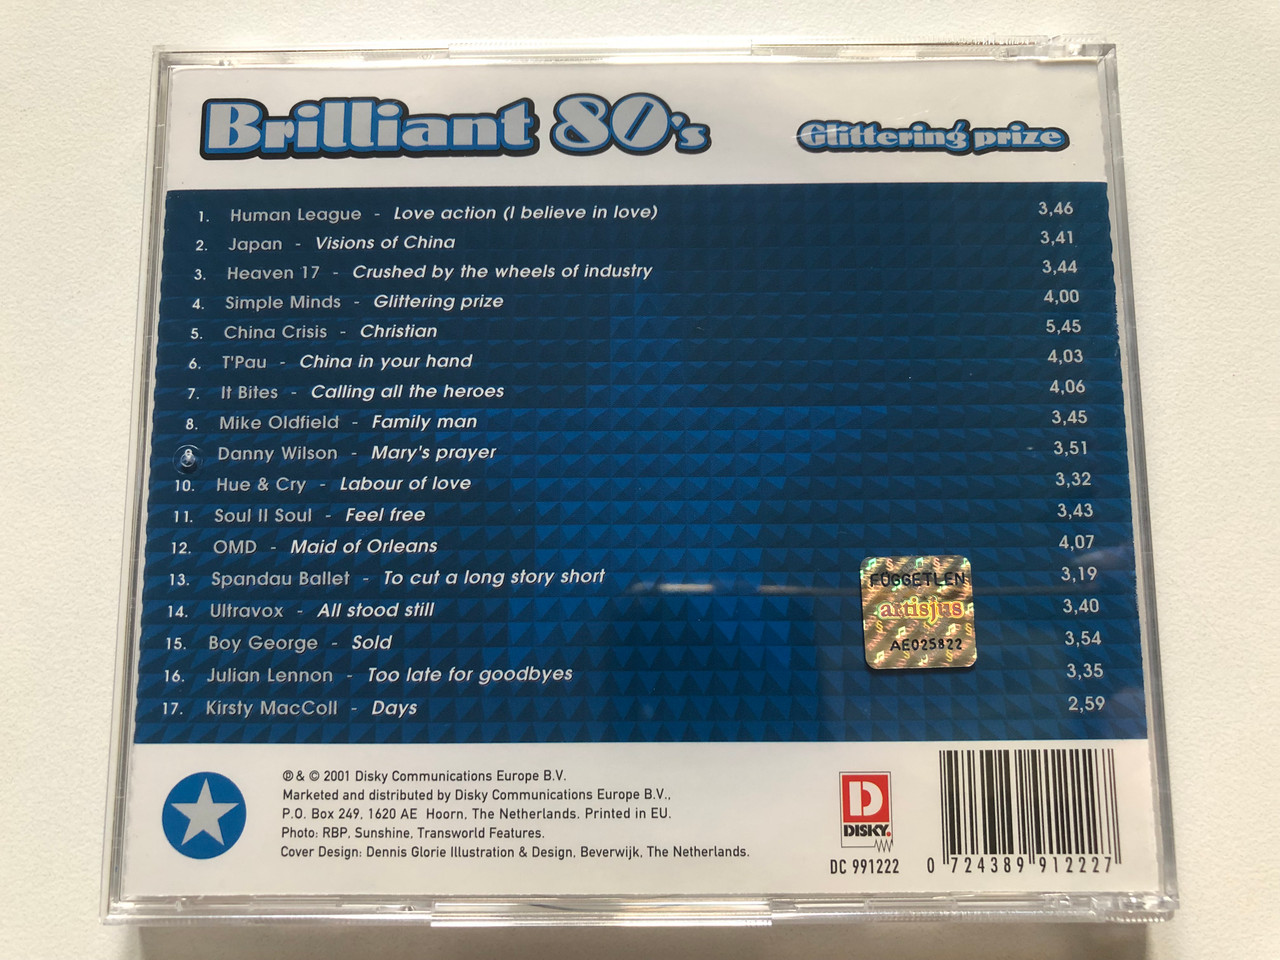 Brilliant 80's Glittering prize
1. Human League - Love action (I believe in love) 3,46
2. Japan - Visions of China 3,41
3. Heaven 17 - Crushed by the wheels of industry 3,44
4. Simple Minds - Glittering prize 4,00
5. China Crisis - Christian 5,45
6. T'Pau - China in your hand 4,03
7. It Bites - Calling all the heroes 4,06
8. Mike Oldfield - Family man 3,45
9 Danny Wilson - Mary's prayer 3,51
10. Hue & Cry - Labour of love 3,32
11. Soul II Soul - Feel free 3,43
12. OMD - Maid of Orleans 4,07
13. Spandau Ballet - To cut a long story short 3,19
14. Ultravox - All stood still 3,40
15. Boy George - Sold 3,54
16. Julian Lennon - Too late for goodbyes 3,35
17. Kirsty MacColl - Days 2,59
FÜGGETLEN
artisjus
AE025822
℗ & © 2001 Disky Communications Europe B.V.
Marketed and distributed by Disky Communications Europe B.V.,
P.O. Box 249, 1620 AE Hoorn, The Netherlands. Printed in EU.
Photo: RBP, Sunshine, Transworld Features.
Cover Design: Dennis Glorie Illustration & Design, Beverwijk, The Netherlands.
D
DISKY.
DC 991222
0 724389 912227